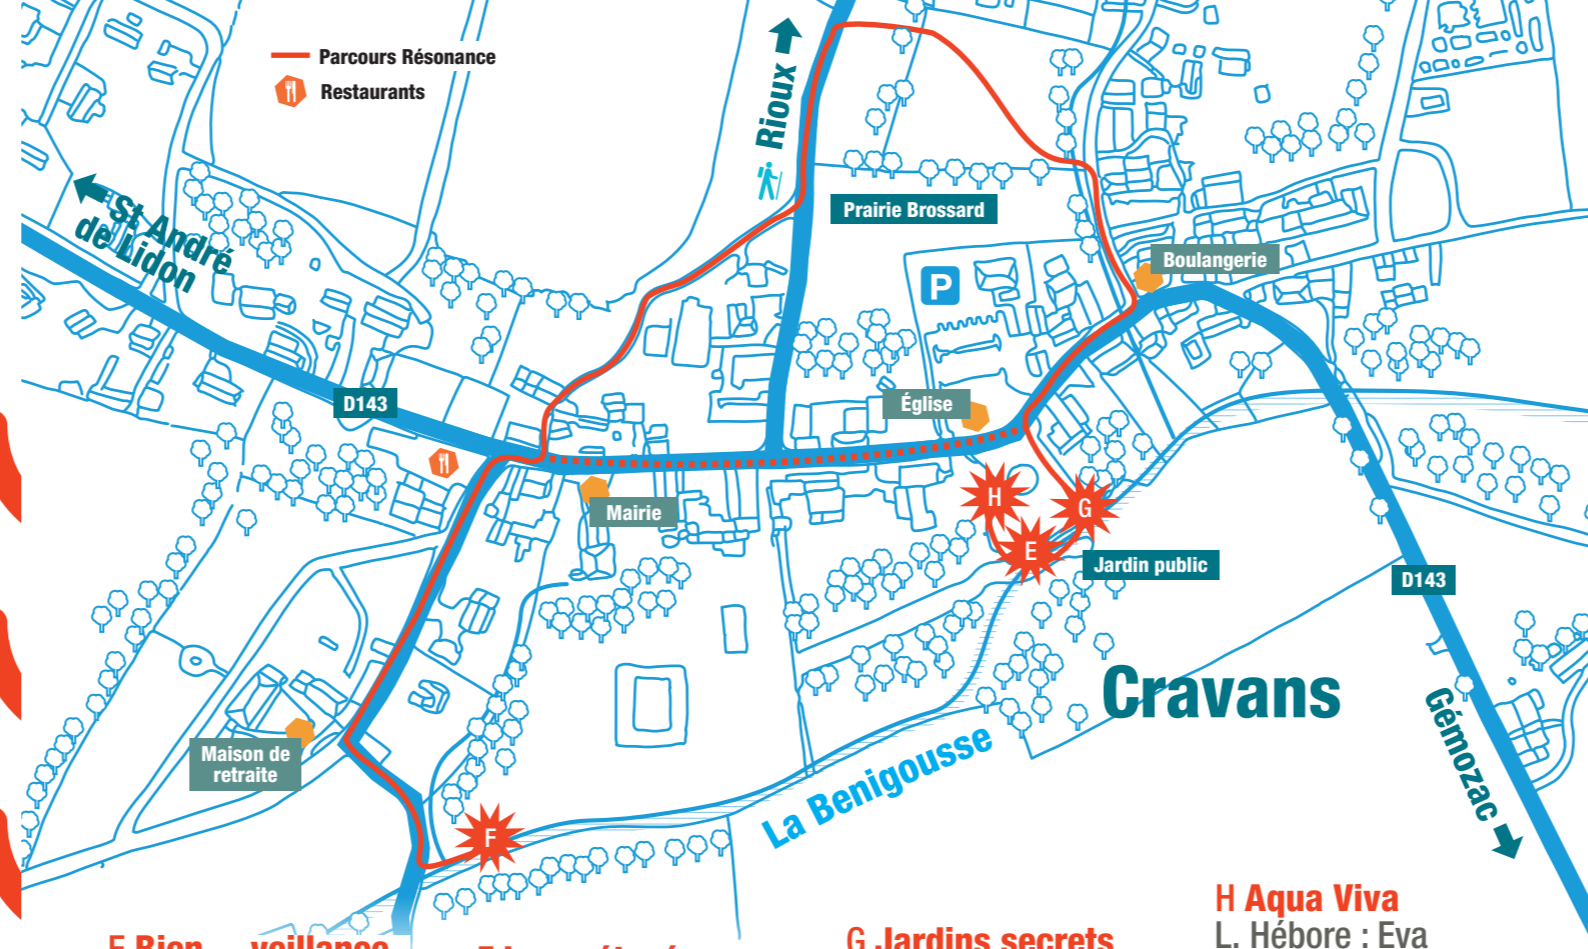 Parcours Résonance
Restaurants
Rioux
St André
de Lidon
Prairie Brossard
P
Boulangerie
D143
Église
Mairie
H
G
E
Jardin public
D143
Cravans
Maison de
retraite
Gémozac
La Benigousse
F
H Aqua Viva
L. Hébore : Eva
G Jardins secrets